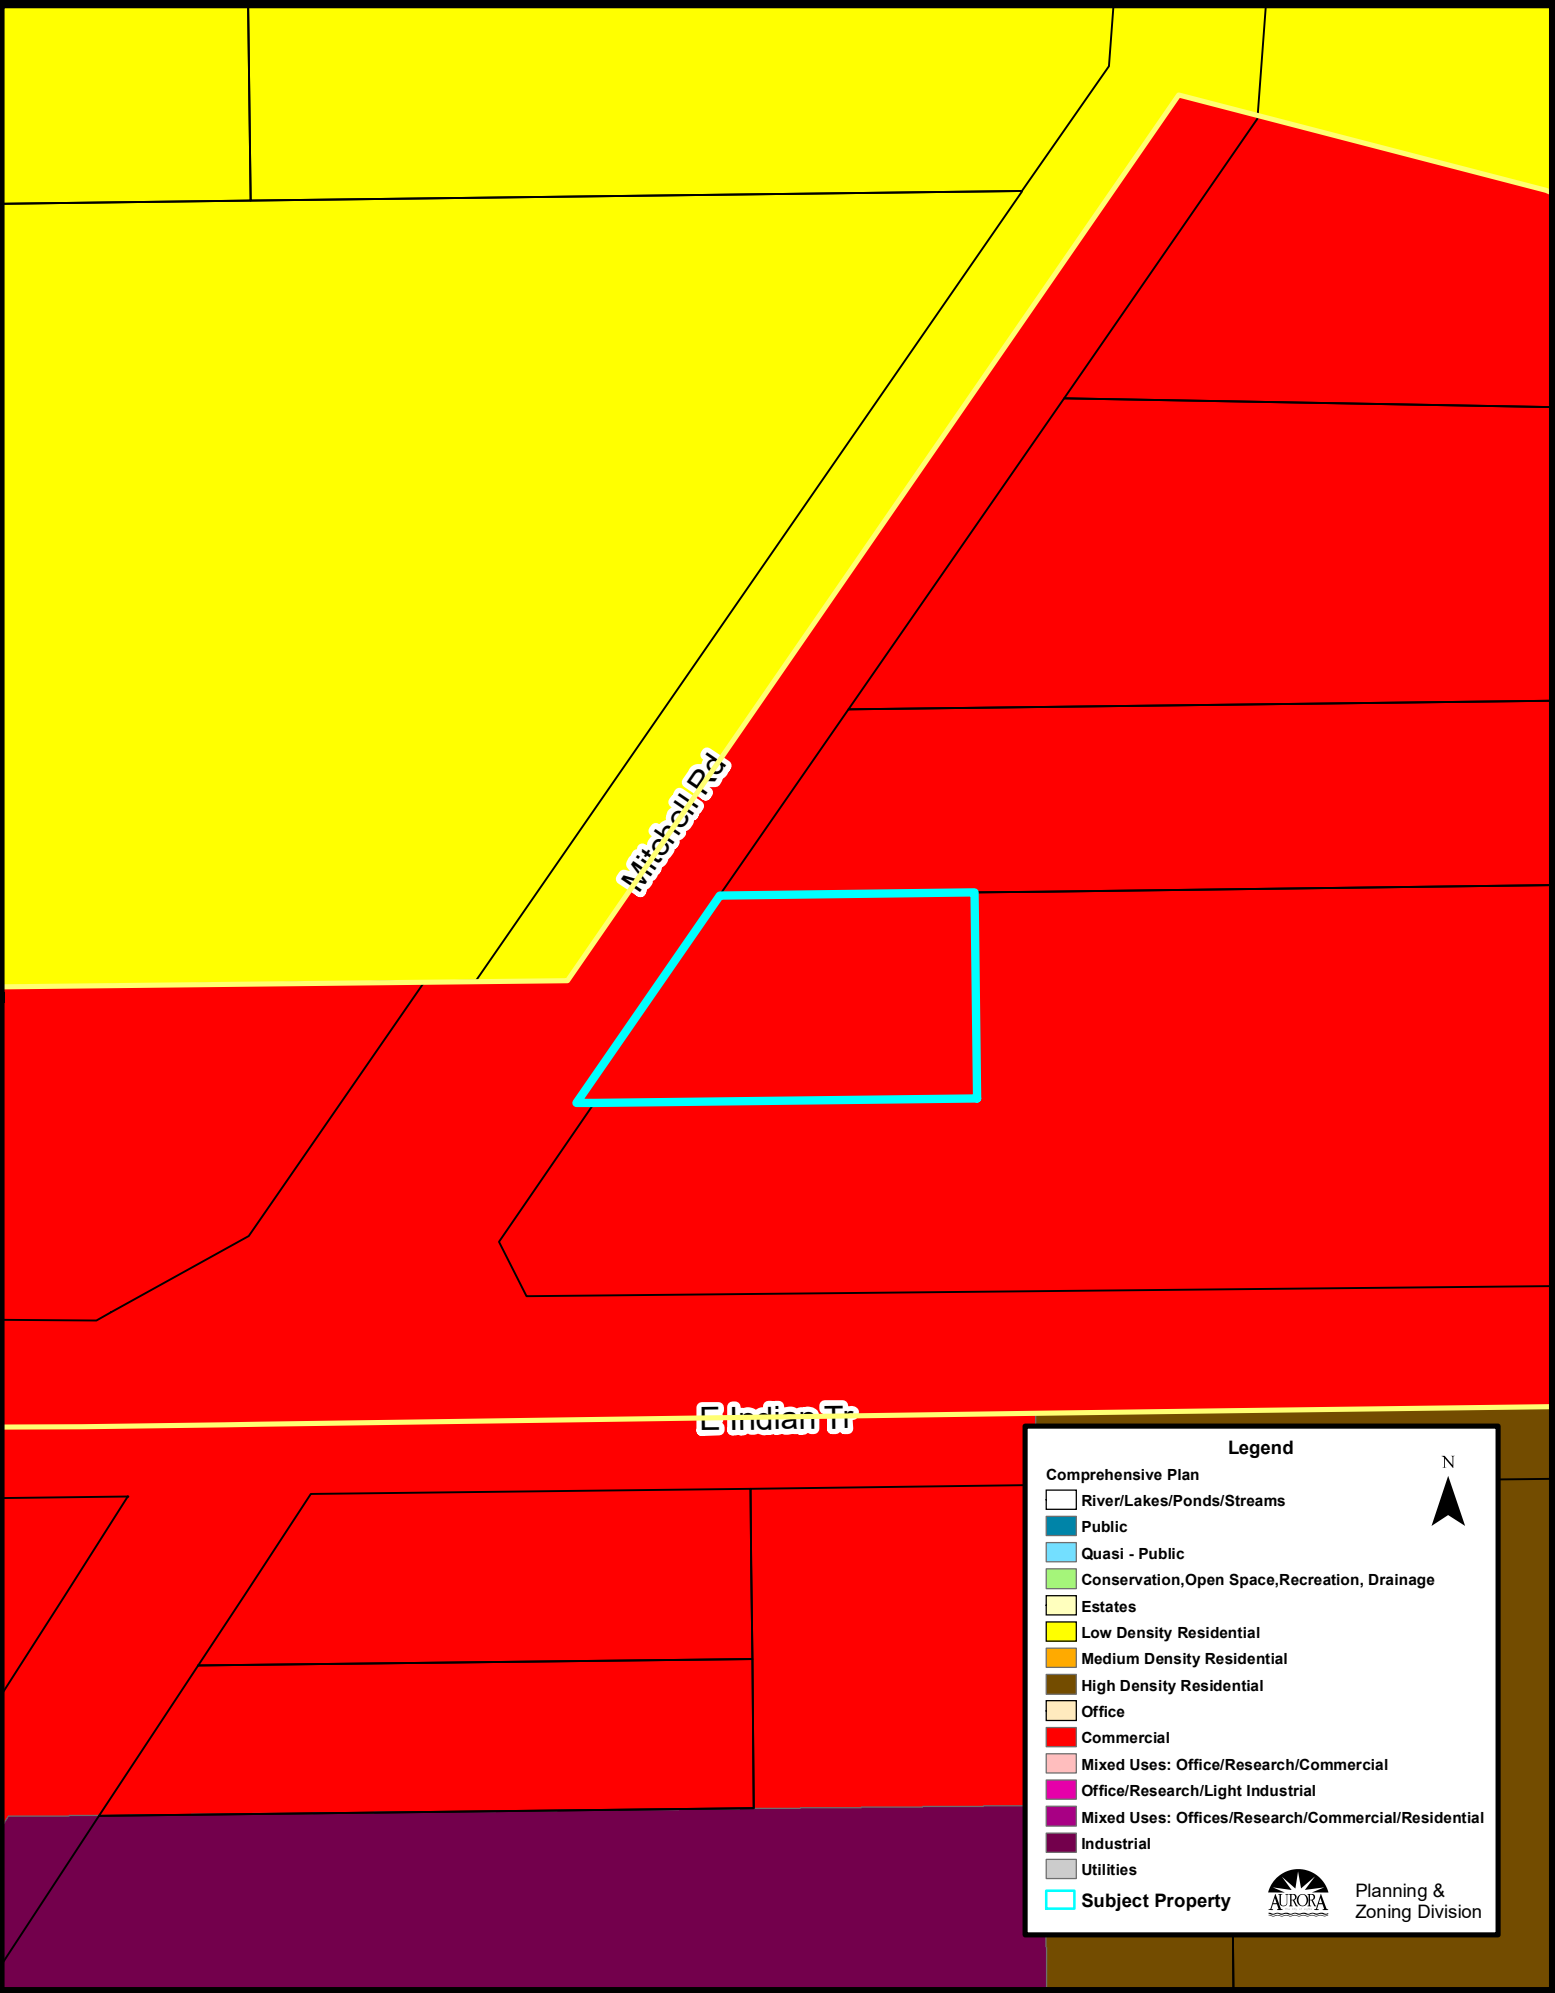 Mitchell Rd
E Indian Tr
Legend
N
Comprehensive Plan
River/Lakes/Ponds/Streams
Public
Quasi - Public
Conservation,Open Space,Recreation, Drainage
Estates
Low Density Residential
Medium Density Residential
High Density Residential
Office
Commercial
Mixed Uses: Office/Research/Commercial
Office/Research/Light Industrial
Mixed Uses: Offices/Research/Commercial/Residential
Industrial
Utilities
Subject Property
AURORA
Planning &
Zoning Division